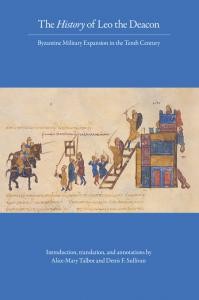 The History of Leo the Deacon
Byzantine Military Expansion in the Tenth Century
Introduction, translation, and annotations by
Alice-Mary Talbot and Denis F. Sullivan